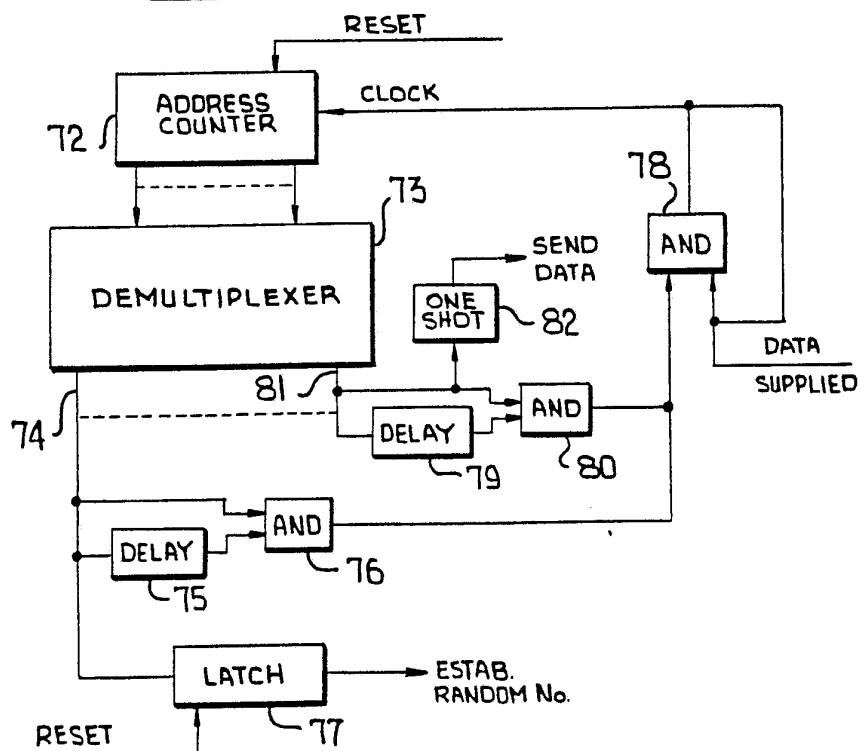 RESET
ADDRESS
COUNTER
CLOCK
72
78
73
AND
SEND
DATA
DEMULTIPLEXER
ONE
SHOT
82
DATA
SUPPLIED
81
74
AND
DELAY
79
80
AND
DELAY
76
75
LATCH
ESTAB.
RANDOM No.
RESET
77